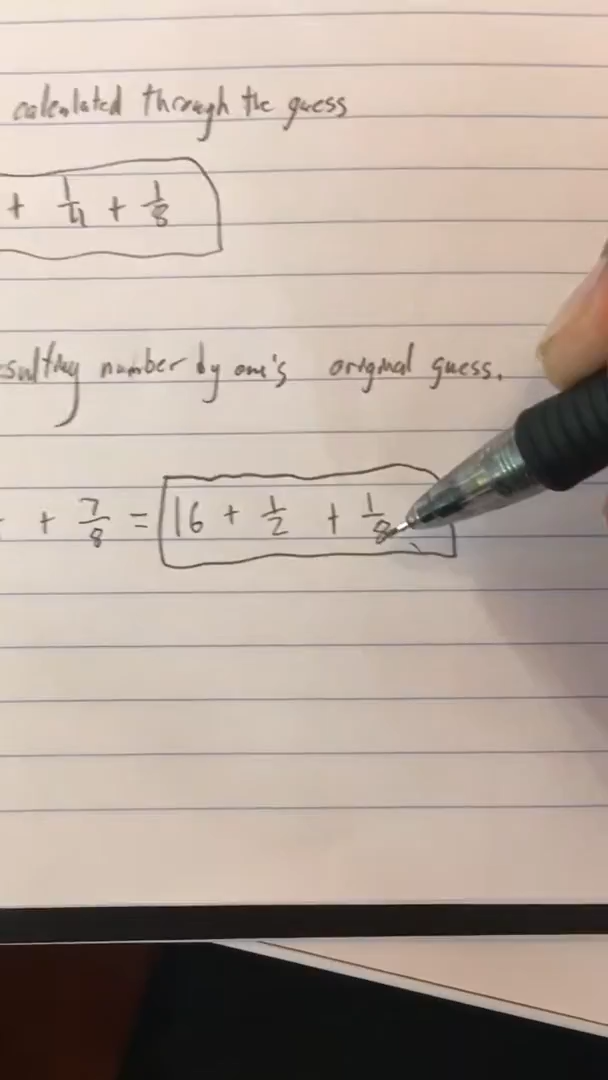 calculated through the guess
+ 1/4 + 1/8
sulting number by one's original guess.
+ 7/8 = 16 + 1/2 + 1/8